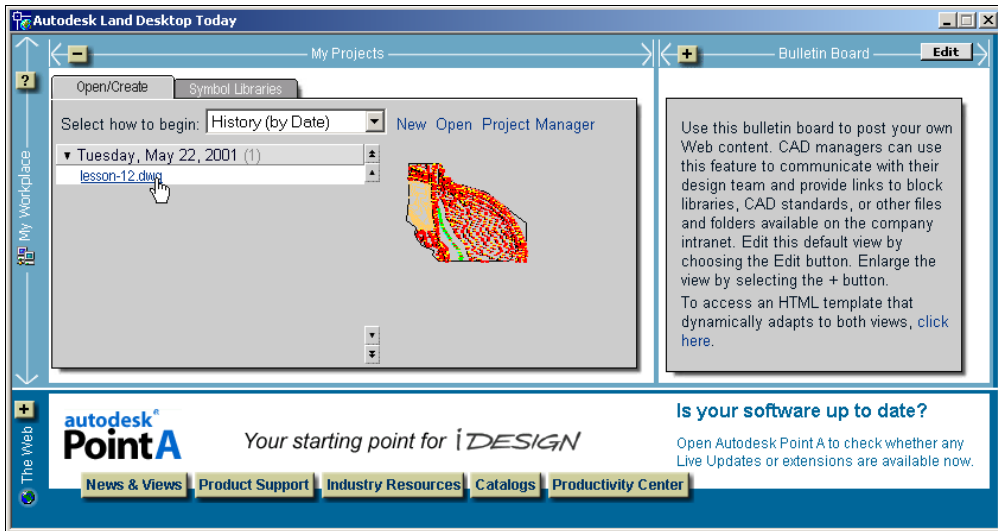 Autodesk Land Desktop Today
My Projects
Bulletin Board
Edit
?
My Workplace
Open/Create
Symbol Libraries
Select how to begin: History (by Date)
New Open Project Manager
Tuesday, May 22, 2001 (1)
lesson-12.dwg
Use this bulletin board to post your own
Web content. CAD managers can use
this feature to communicate with their
design team and provide links to block
libraries, CAD standards, or other files
and folders available on the company
intranet. Edit this default view by
choosing the Edit button. Enlarge the
view by selecting the + button.
To access an HTML template that
dynamically adapts to both views, click
here.
The Web
autodesk®
Point A
Your starting point for iDESIGN
Is your software up to date?
Open Autodesk Point A to check whether any
Live Updates or extensions are available now.
News & Views
Product Support
Industry Resources
Catalogs
Productivity Center